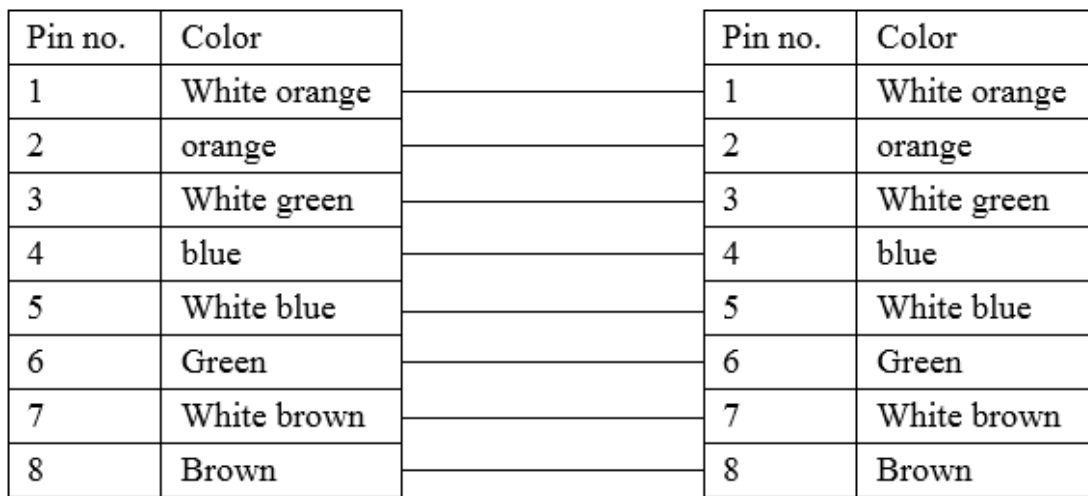 Pin no. Color Pin no. Color
1 White orange 1 White orange
2 orange 2 orange
3 White green 3 White green
4 blue 4 blue
5 White blue 5 White blue
6 Green 6 Green
7 White brown 7 White brown
8 Brown 8 Brown